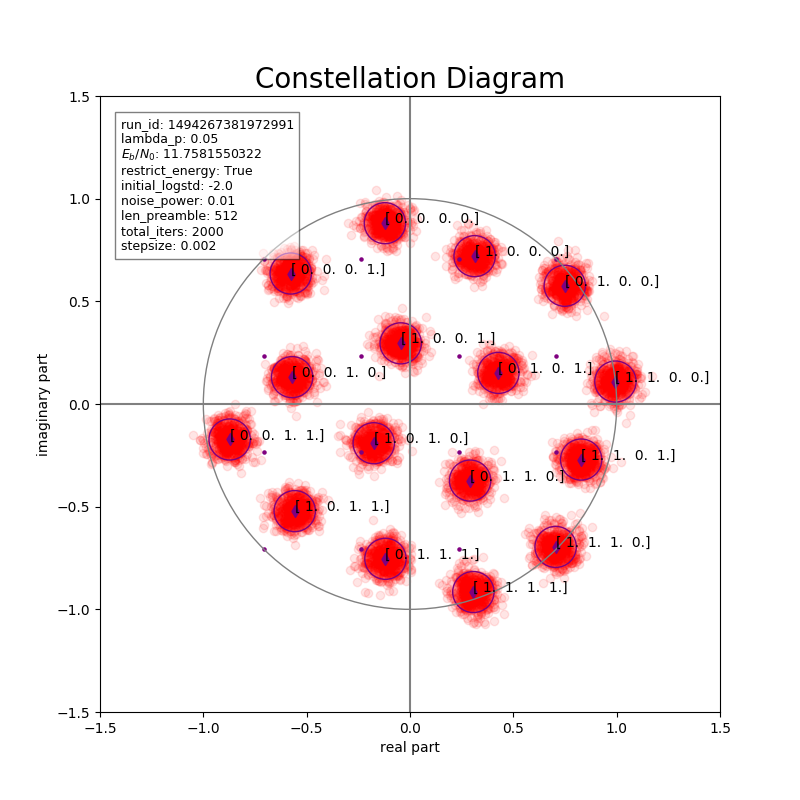 Constellation Diagram
1.5
run_id: 1494267381972991
lambda_p: 0.05
E_b/N_0: 11.7581550322
restrict_energy: True
initial_logstd: -2.0
noise_power: 0.01
len_preamble: 512
total_iters: 2000
stepsize: 0.002
1.0
[ 0. 0. 0. 0.]
[ 1. 0. 0. 0.]
[ 0. 0. 0. 1.]
[ 0. 1. 0. 0.]
0.5
[ 1. 0. 0. 1.]
[ 0. 1. 0. 1.]
[ 0. 0. 1. 0.]
[ 1. 1. 0. 0.]
imaginary part
0.0
[ 0. 0. 1. 1.]
[ 1. 0. 1. 0.]
[ 1. 1. 0. 1.]
[ 0. 1. 1. 0.]
−0.5
[ 1. 0. 1. 1.]
[ 1. 1. 1. 0.]
[ 0. 1. 1. 1.]
[ 1. 1. 1. 1.]
−1.0
−1.5
−1.5 −1.0 −0.5 0.0 0.5 1.0 1.5
real part